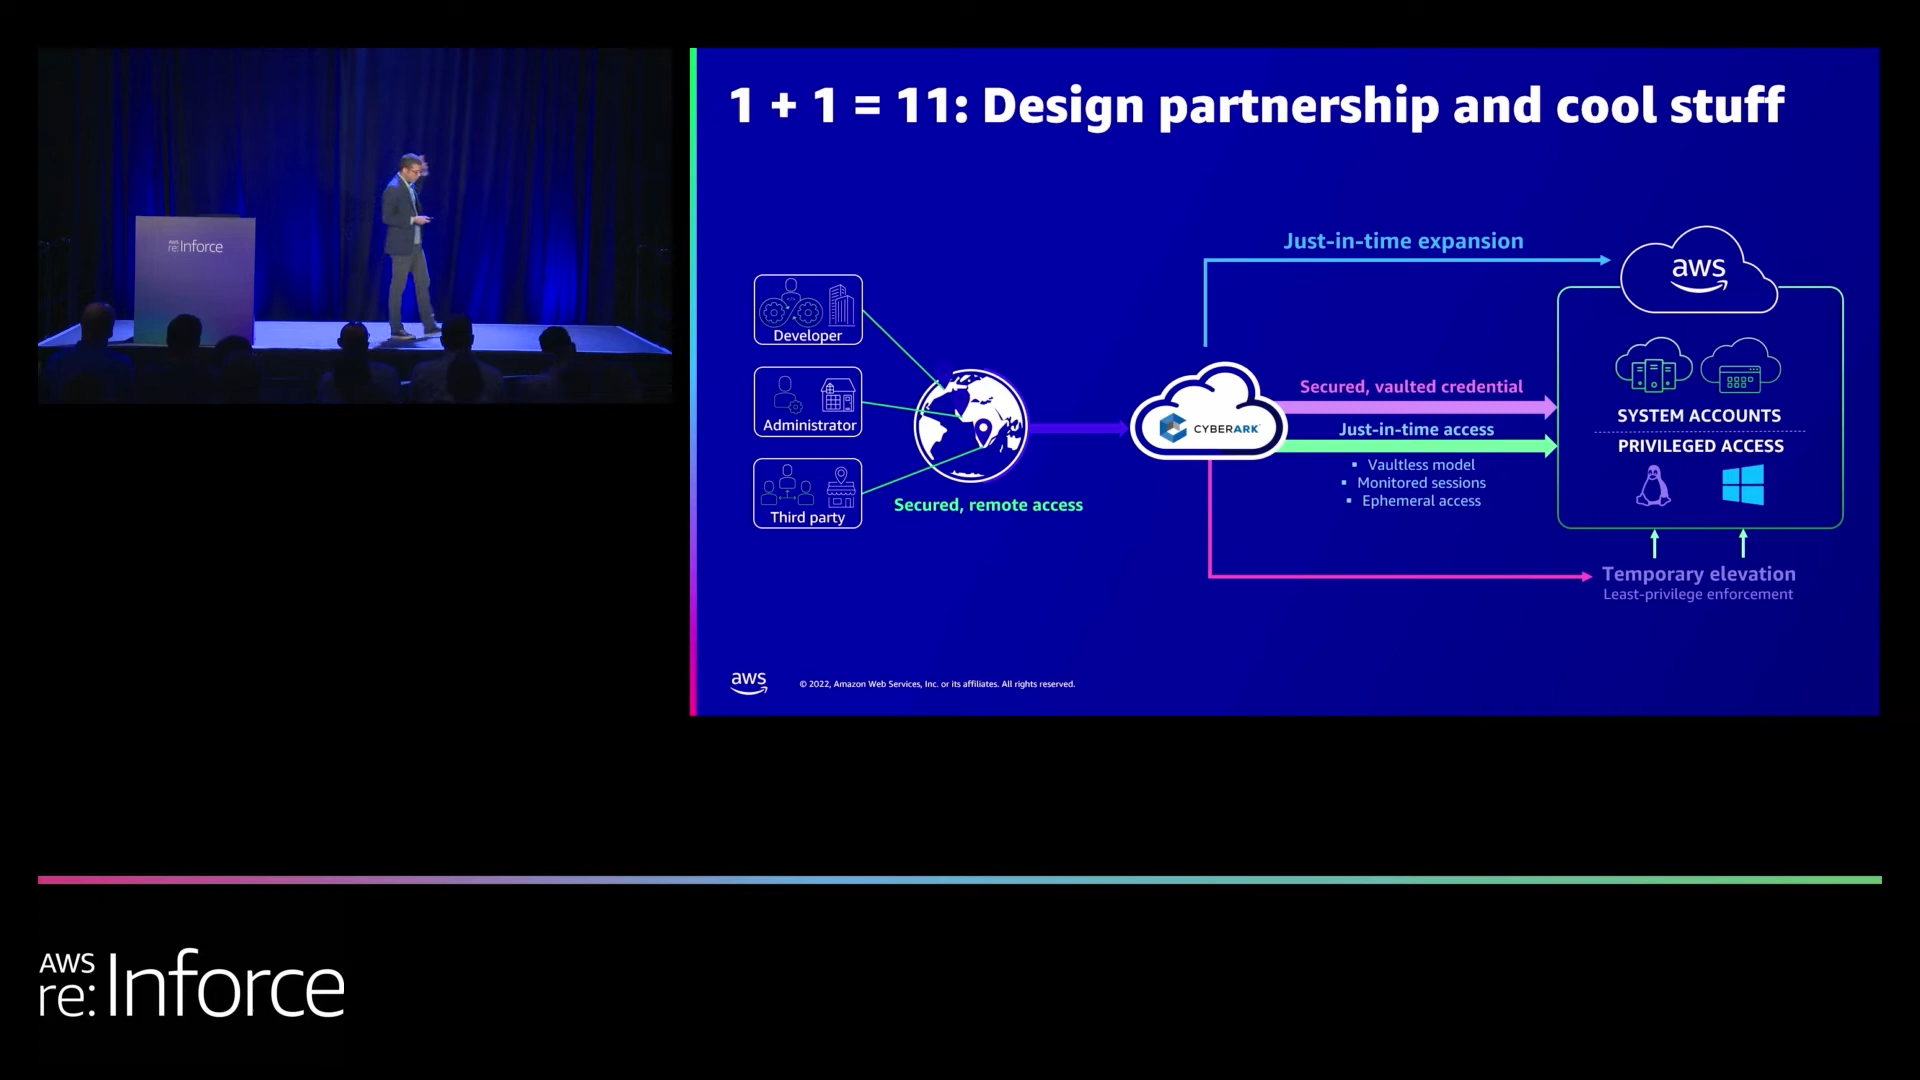 AWS
re:Inforce
1 + 1 = 11: Design partnership and cool stuff
Just-in-time expansion
aws
Developer
Administrator
Third party
Secured, remote access
CYBERARK
Secured, vaulted credential
Just-in-time access
▪ Vaultless model
▪ Monitored sessions
▪ Ephemeral access
SYSTEM ACCOUNTS
PRIVILEGED ACCESS
Temporary elevation
Least-privilege enforcement
aws
© 2022, Amazon Web Services, Inc. or its affiliates. All rights reserved.
AWS
re:Inforce